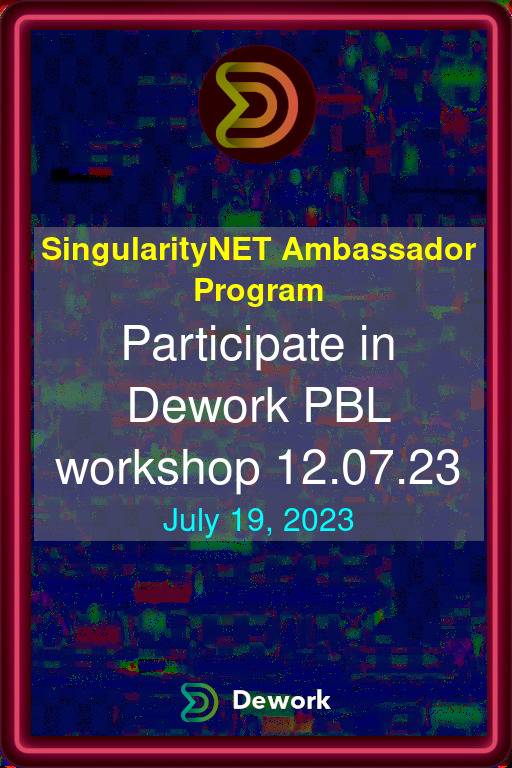 SingularityNET Ambassador
Program
Participate in
Dework PBL
workshop 12.07.23
July 19, 2023
Dework